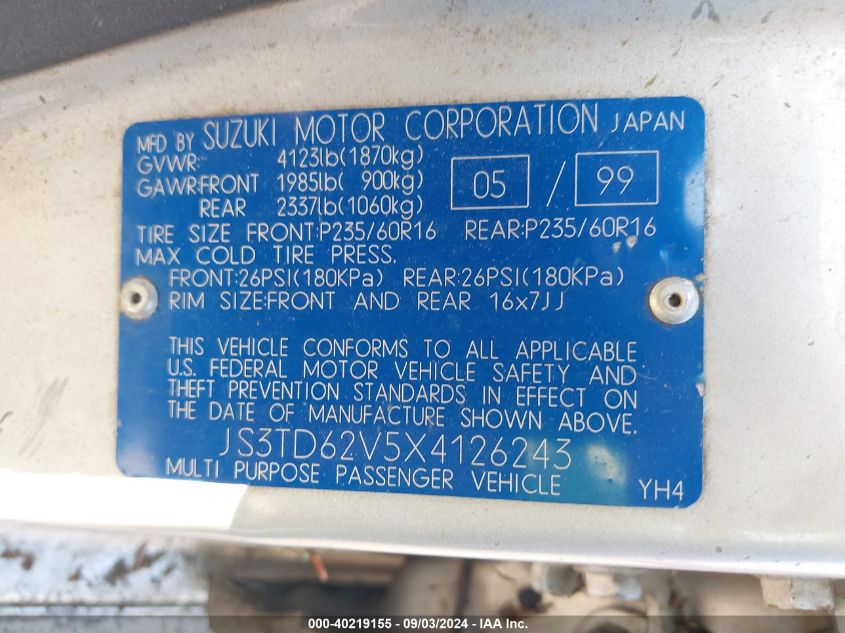 MFD BY SUZUKI MOTOR CORPORATION JAPAN
GVWR: 4123lb(1870kg)
GAWR:FRONT 1985lb( 900kg) 05 / 99
REAR 2337lb(1060kg)
TIRE SIZE FRONT:P235/60R16 REAR:P235/60R16
MAX COLD TIRE PRESS.
FRONT:26PSI(180KPa) REAR:26PSI(180KPa)
RIM SIZE:FRONT AND REAR 16x7JJ
THIS VEHICLE CONFORMS TO ALL APPLICABLE
U.S. FEDERAL MOTOR VEHICLE SAFETY AND
THEFT PREVENTION STANDARDS IN EFFECT ON
THE DATE OF MANUFACTURE SHOWN ABOVE.
JS3TD62V5X4126243
MULTI PURPOSE PASSENGER VEHICLE YH4
000-40219155 - 09/03/2024 - IAA Inc.